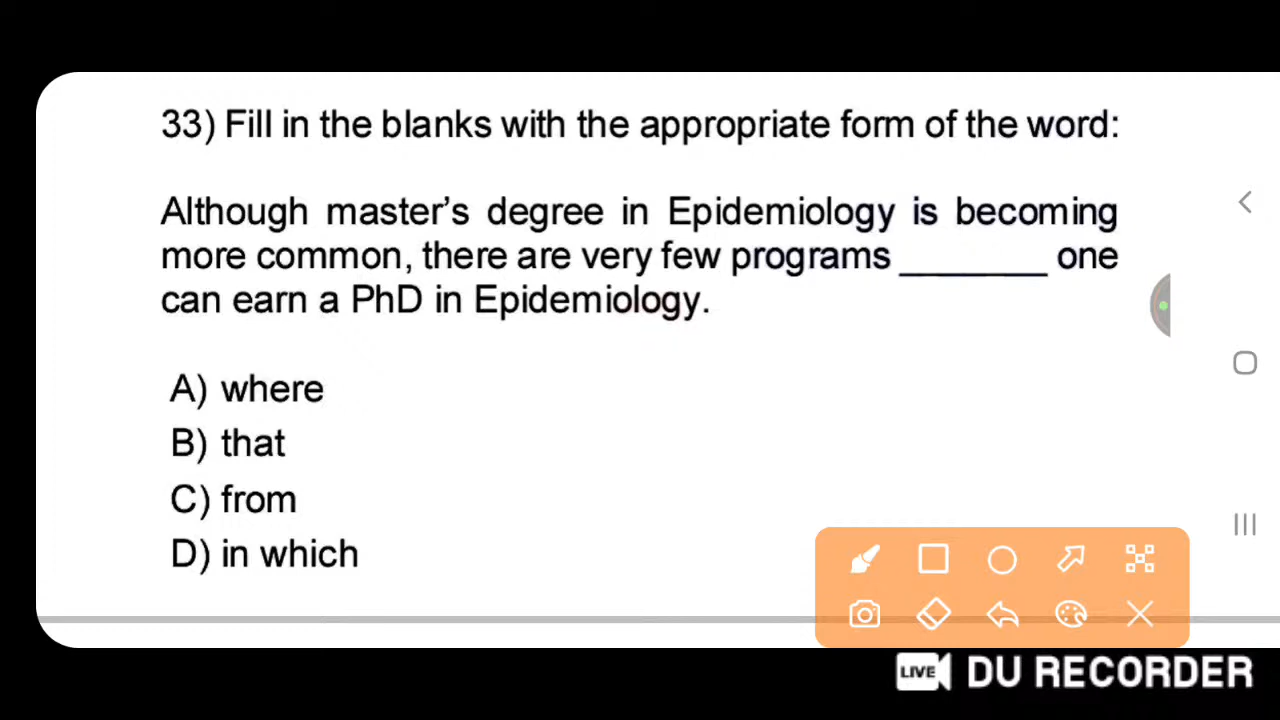 33) Fill in the blanks with the appropriate form of the word:
Although master's degree in Epidemiology is becoming
more common, there are very few programs ________ one
can earn a PhD in Epidemiology.
A) where
B) that
C) from
D) in which
LIVE DU RECORDER